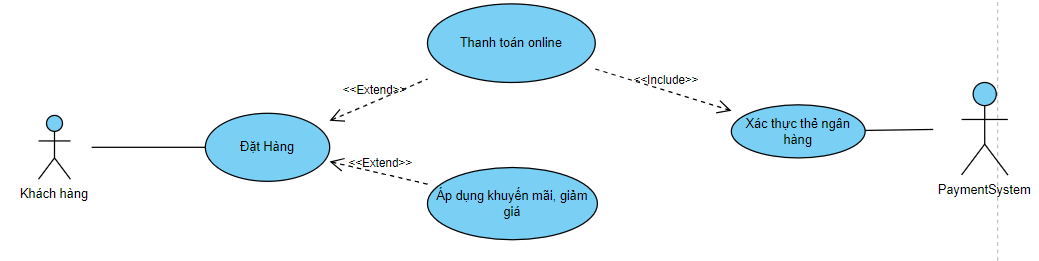 Thanh toán online
<<Extend>>
<<Include>>
Khách hàng
Đặt Hàng
Xác thực thẻ ngân
hàng
PaymentSystem
<<Extend>>
Áp dụng khuyến mãi, giảm
giá